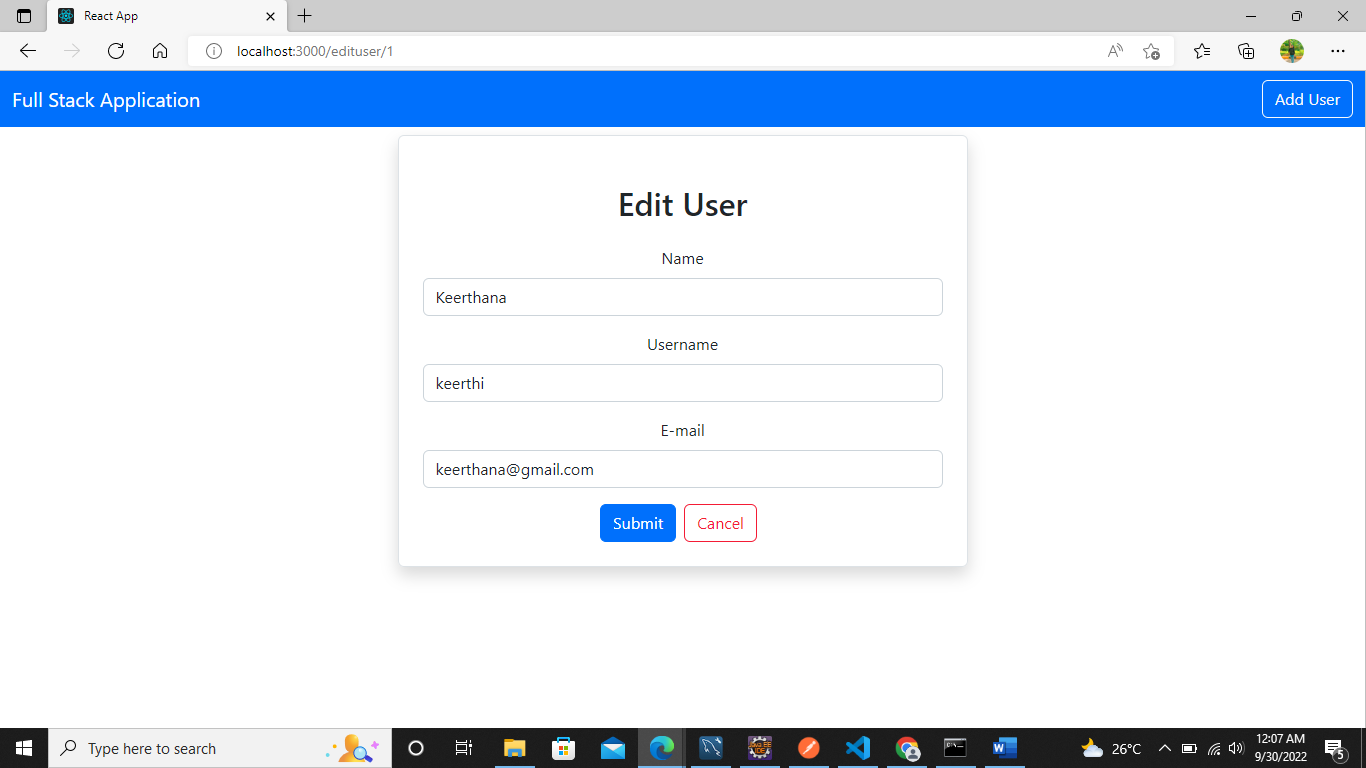 React App
localhost:3000/edituser/1
Full Stack Application
Add User
Edit User
Name
Keerthana
Username
keerthi
E-mail
keerthana@gmail.com
Submit Cancel
Type here to search
26°C
12:07 AM
9/30/2022
5